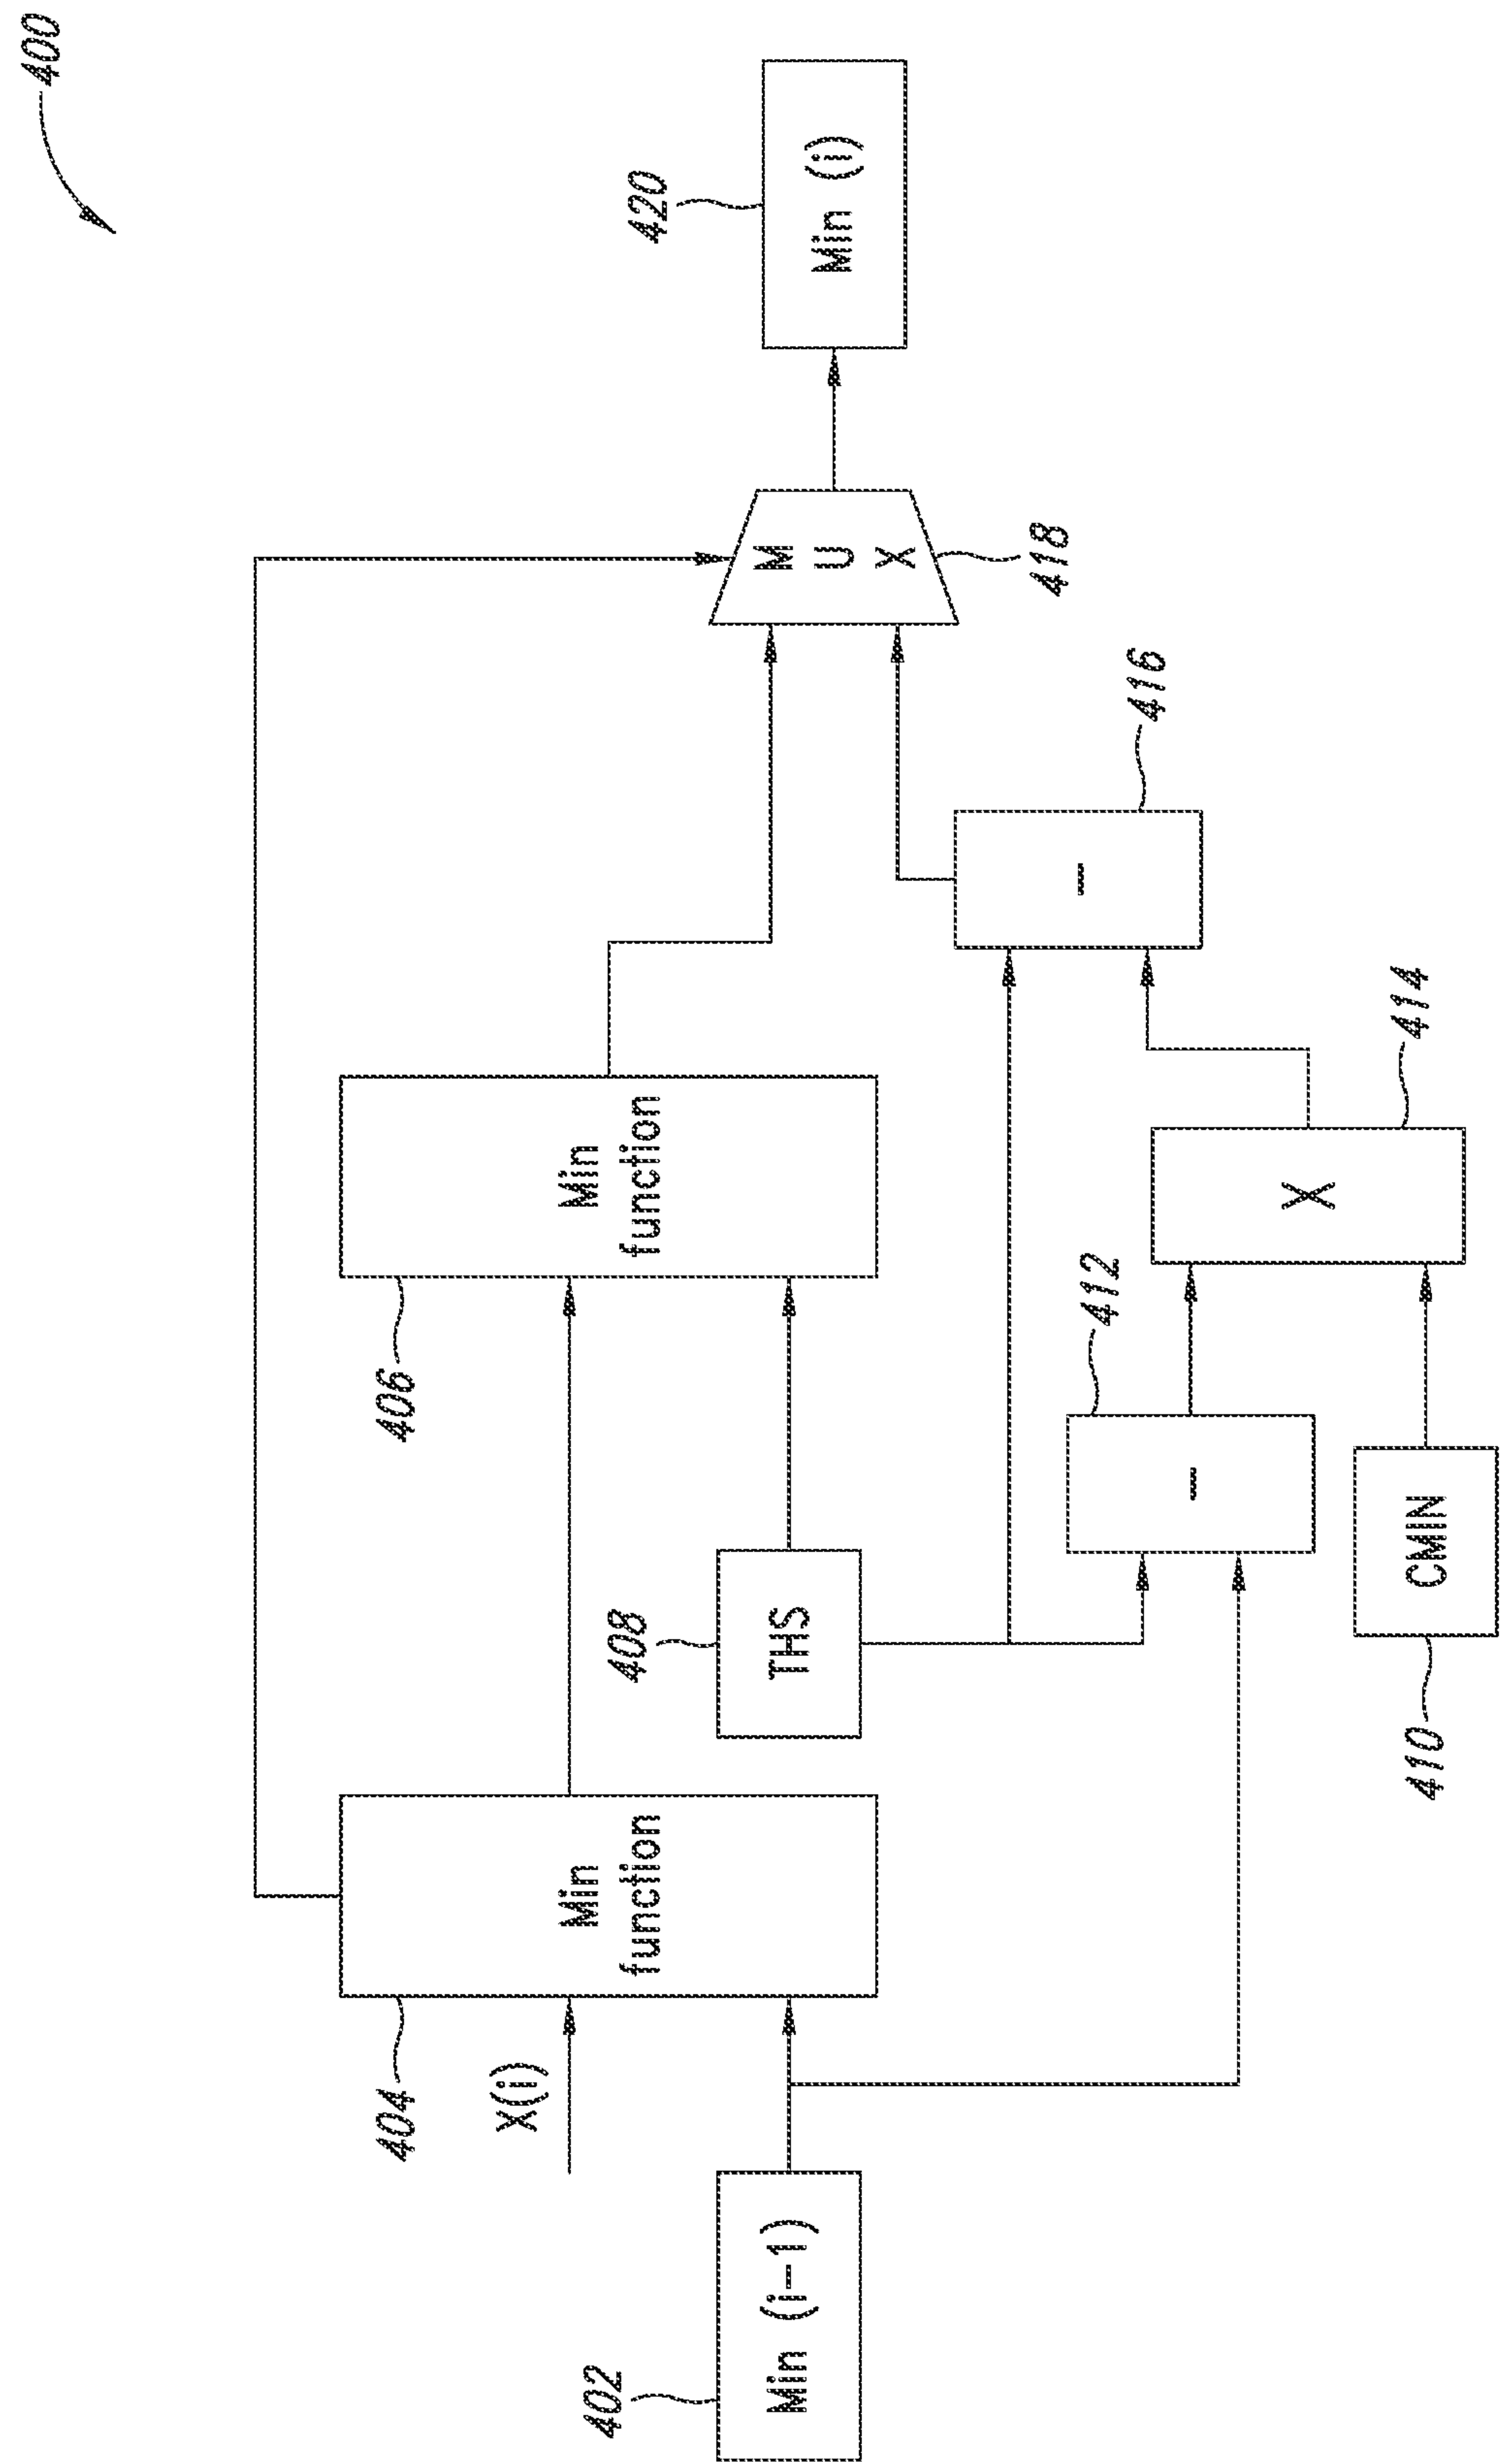 400
402
Min (i-1)
X(i)
404
Min
function
408
THS
406
Min
function
410
CMIN
412
-
414
X
416
-
418
M
U
X
420
Min (i)